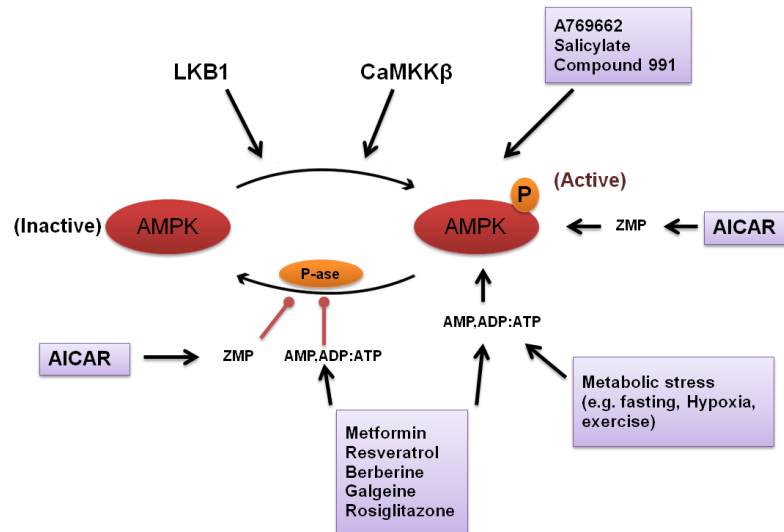 A769662
Salicylate
Compound 991
LKB1
CaMKKβ
P
(Active)
(Inactive)
AMPK
AMPK
ZMP
AICAR
P-ase
AMP,ADP:ATP
AICAR
ZMP
AMP,ADP:ATP
Metabolic stress
(e.g. fasting, Hypoxia,
exercise)
Metformin
Resveratrol
Berberine
Galgeine
Rosiglitazone